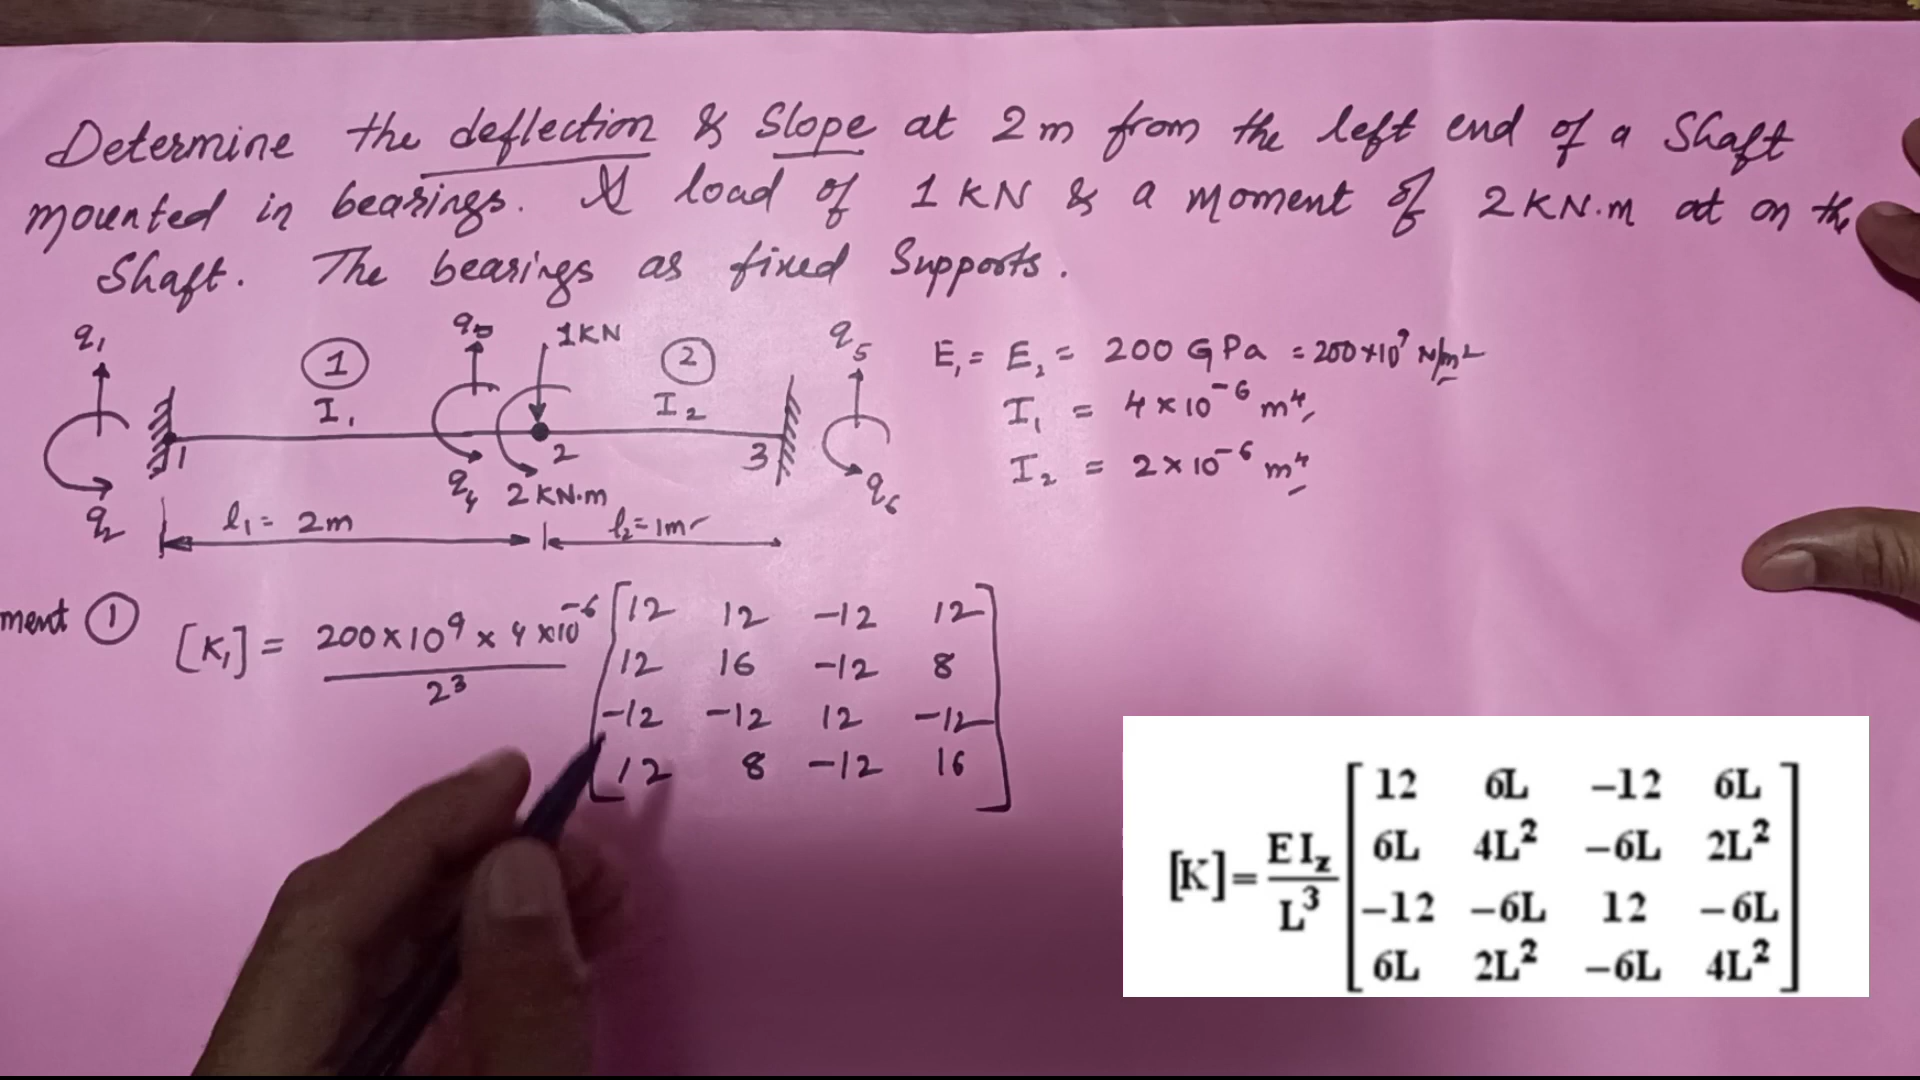 Determine the deflection & Slope at 2 m from the left end of a Shaft
mounted in bearings. A load of 1 KN & a moment of 2 KN.m at on the
Shaft. The bearings as fixed Supports.
q₁ q₂ 1 ① I₁ q₃ q₄ 1KN 2 2 KN.m ② I₂ 3 q₅ q₆
l₁ = 2m l₂ = 1m
E₁ = E₂ = 200 GPa = 200×10⁹ N/m²
I₁ = 4 × 10⁻⁶ m⁴
I₂ = 2 × 10⁻⁶ m⁴
ment ① [K₁] = 200×10⁹ × 4 ×10⁻⁶ / 2³
12 12 -12 12
12 16 -12 8
-12 -12 12 -12
12 8 -12 16
[K] = E I_z / L³
12 6L -12 6L
6L 4L² -6L 2L²
-12 -6L 12 -6L
6L 2L² -6L 4L²